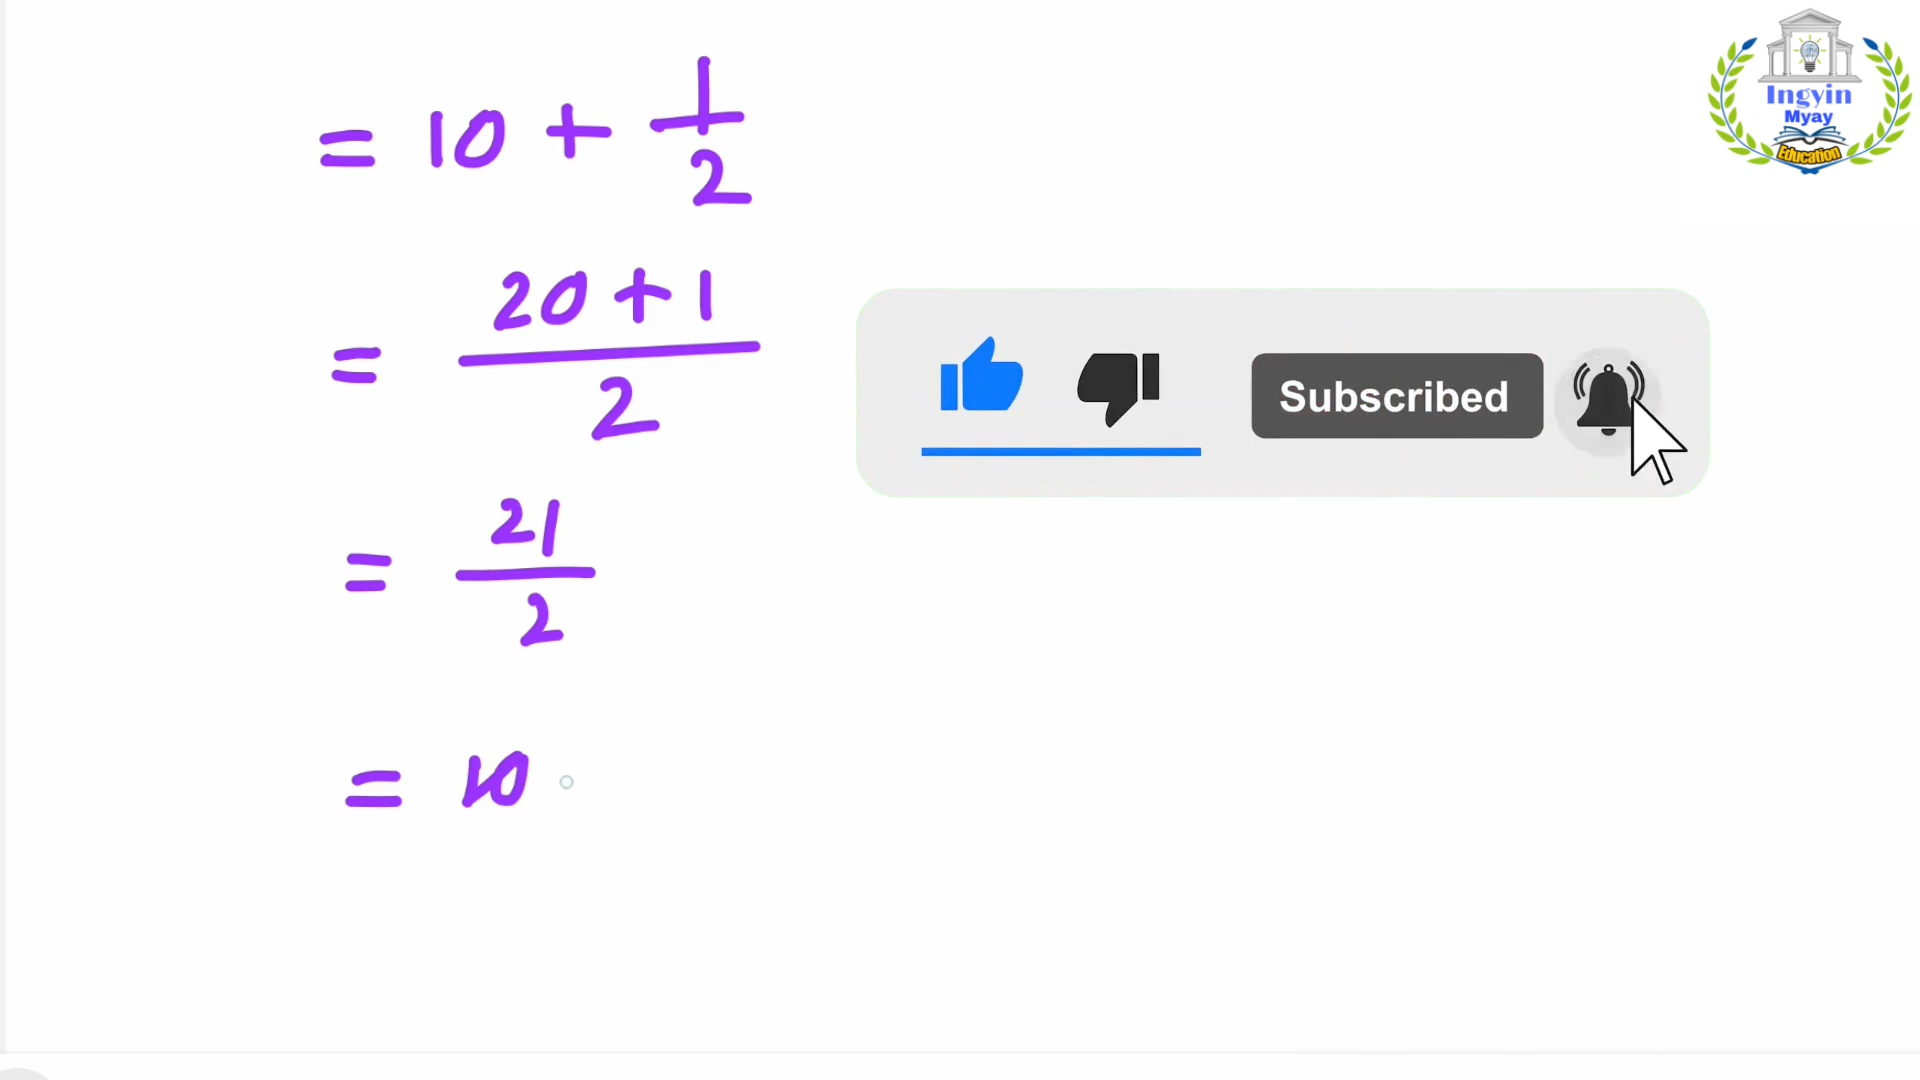 = 10 + 1/2
= (20 + 1)/2
= 21/2
= 10
Subscribed
Ingyin
Myay
Education